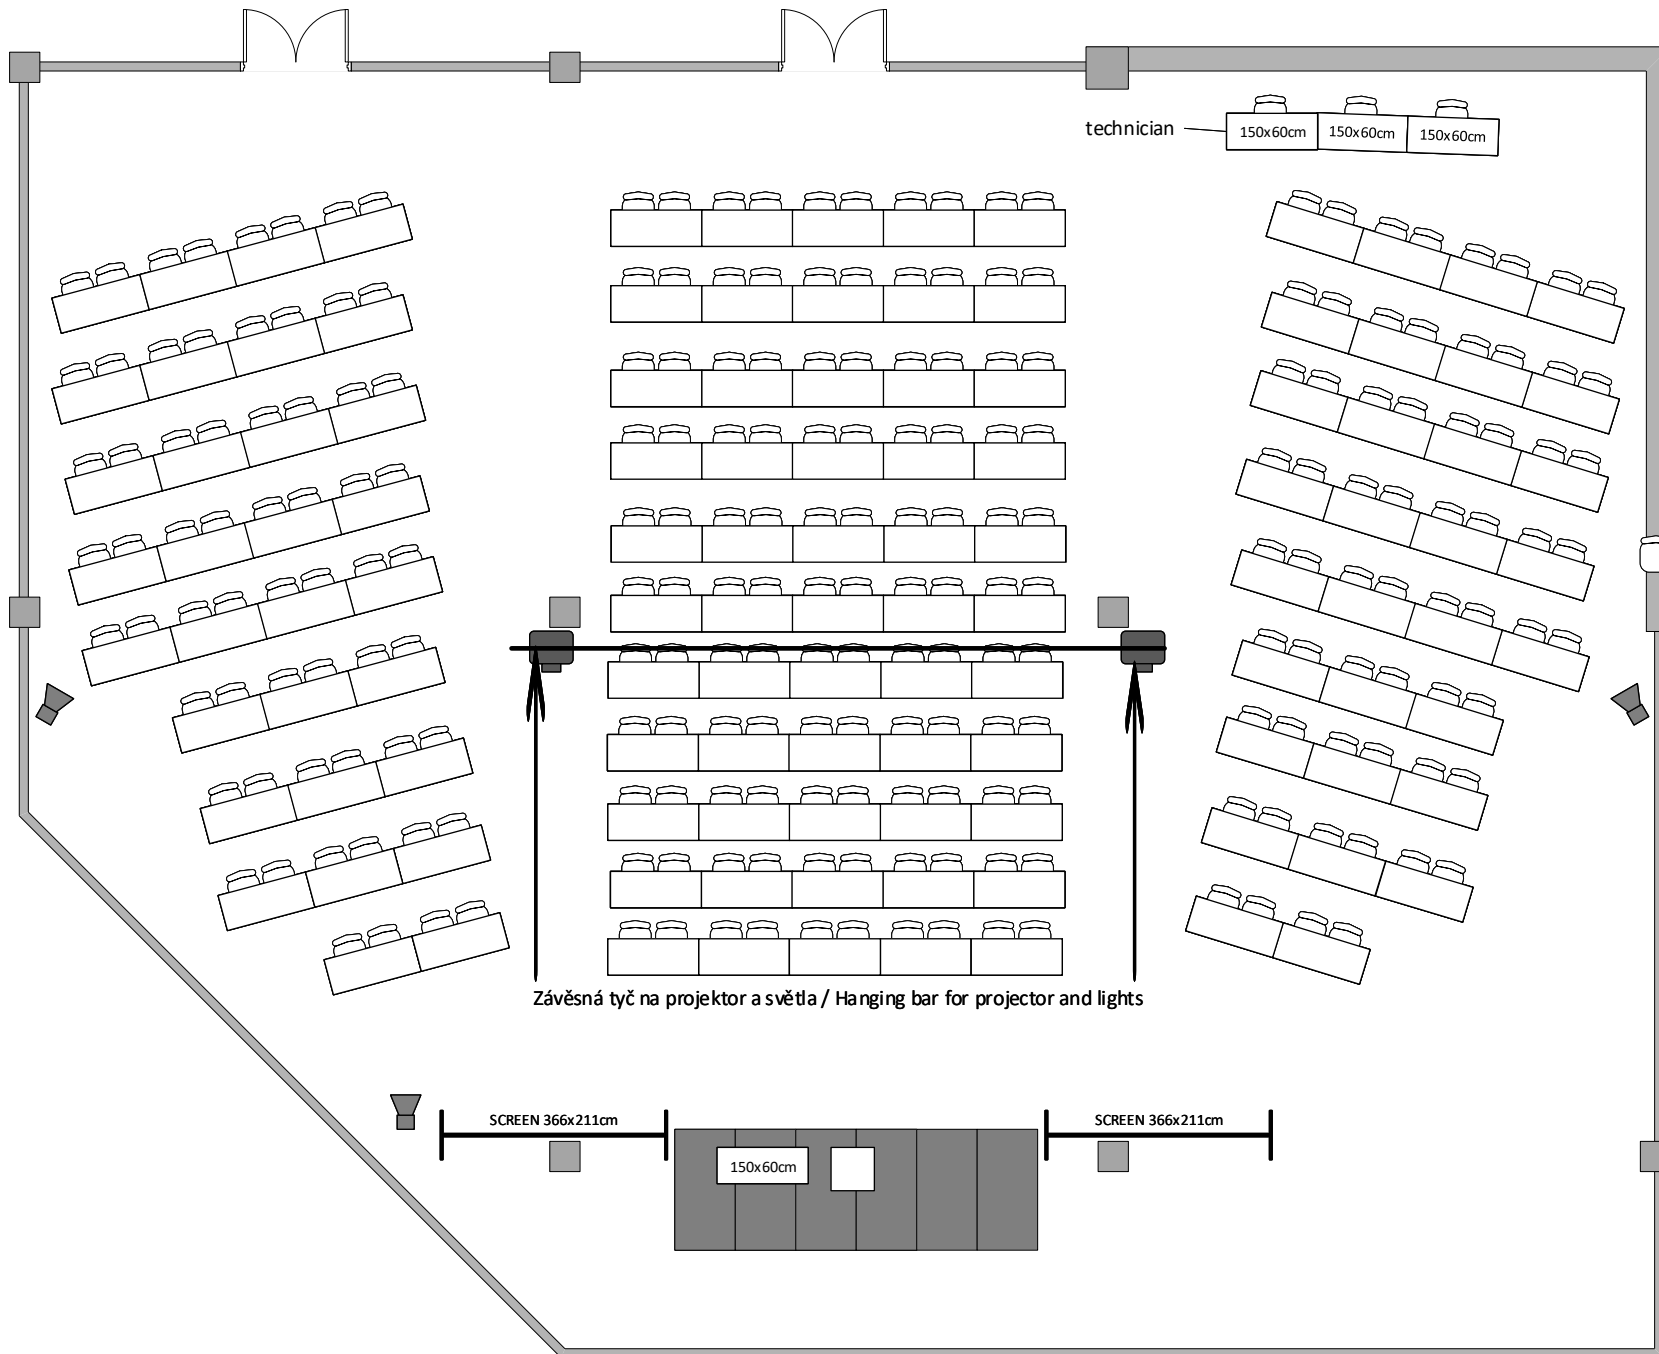 technician
150x60cm
150x60cm
150x60cm
Závěsná tyč na projektor a světla / Hanging bar for projector and lights
SCREEN 366x211cm
SCREEN 366x211cm
150x60cm